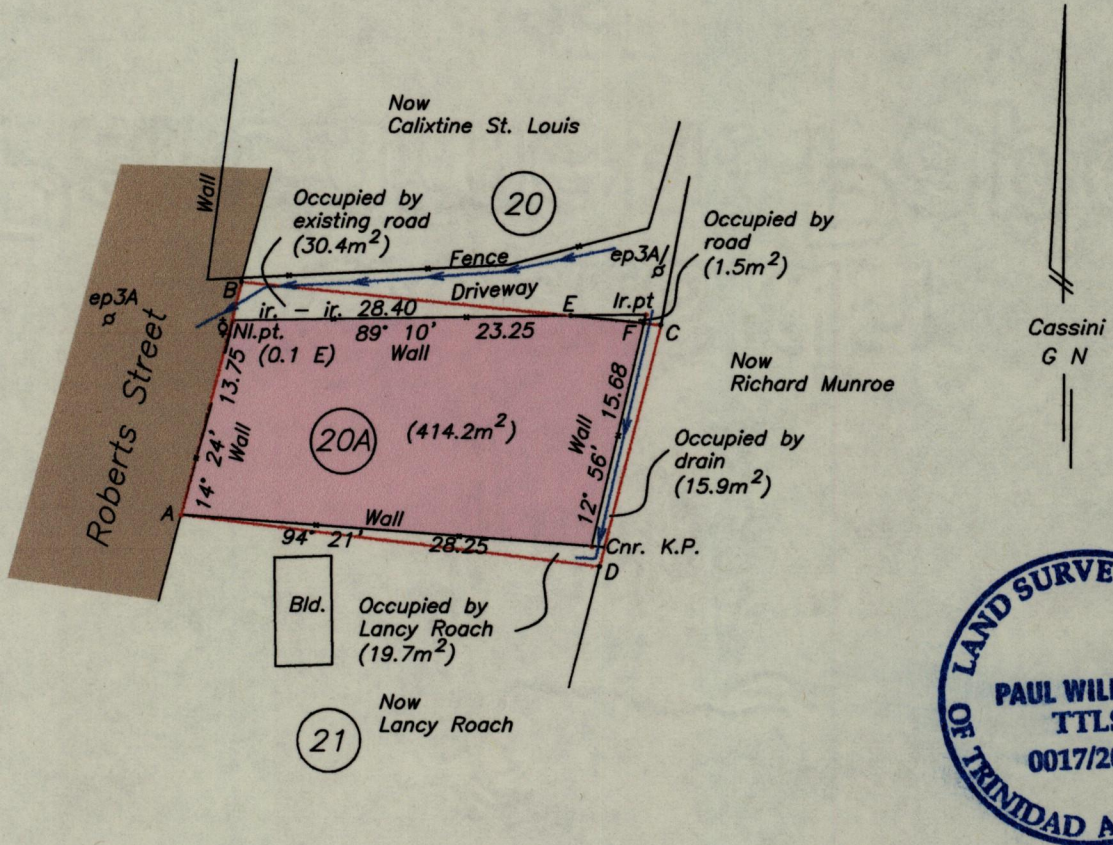 Now
Calixtine St. Louis
Wall
Occupied by
existing road
(30.4m²)
20
Occupied by
road
(1.5m²)
Fence
ep3A
Driveway
B
ep3A
ir. – ir. 28.40
E
Ir.pt
F
C
Nl.pt.
(0.1 E)
89° 10' 23.25
Wall
Cassini
G N
Now
Richard Munroe
Roberts Street
13.75
14° 24'
Wall
20A
(414.2m²)
15.68
Wall
12° 56'
Occupied by
drain
(15.9m²)
A
Wall
94° 21' 28.25
Cnr. K.P.
D
Bld.
Occupied by
Lancy Roach
(19.7m²)
Now
Lancy Roach
21
LAND SURVE
PAUL WILL
TTLS
0017/20
OF TRINIDAD A